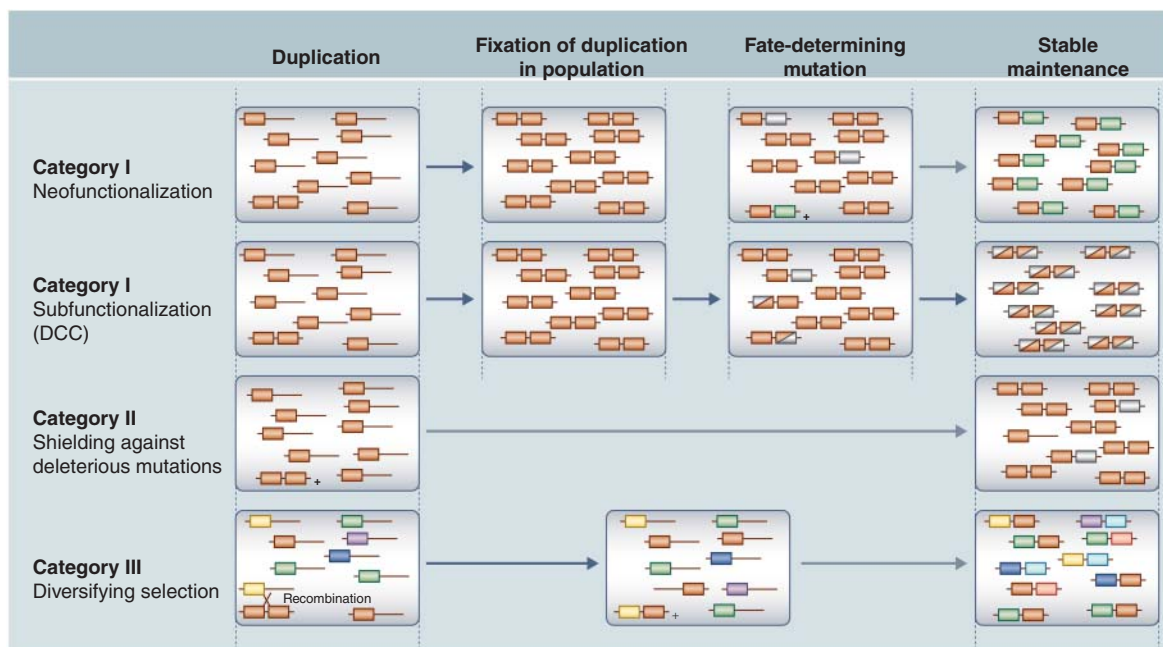 Duplication
Fixation of duplication
in population
Fate-determining
mutation
Stable
maintenance
Category I
Neofunctionalization
+
Category I
Subfunctionalization
(DCC)
Category II
Shielding against
deleterious mutations
+
Category III
Diversifying selection
Recombination
+